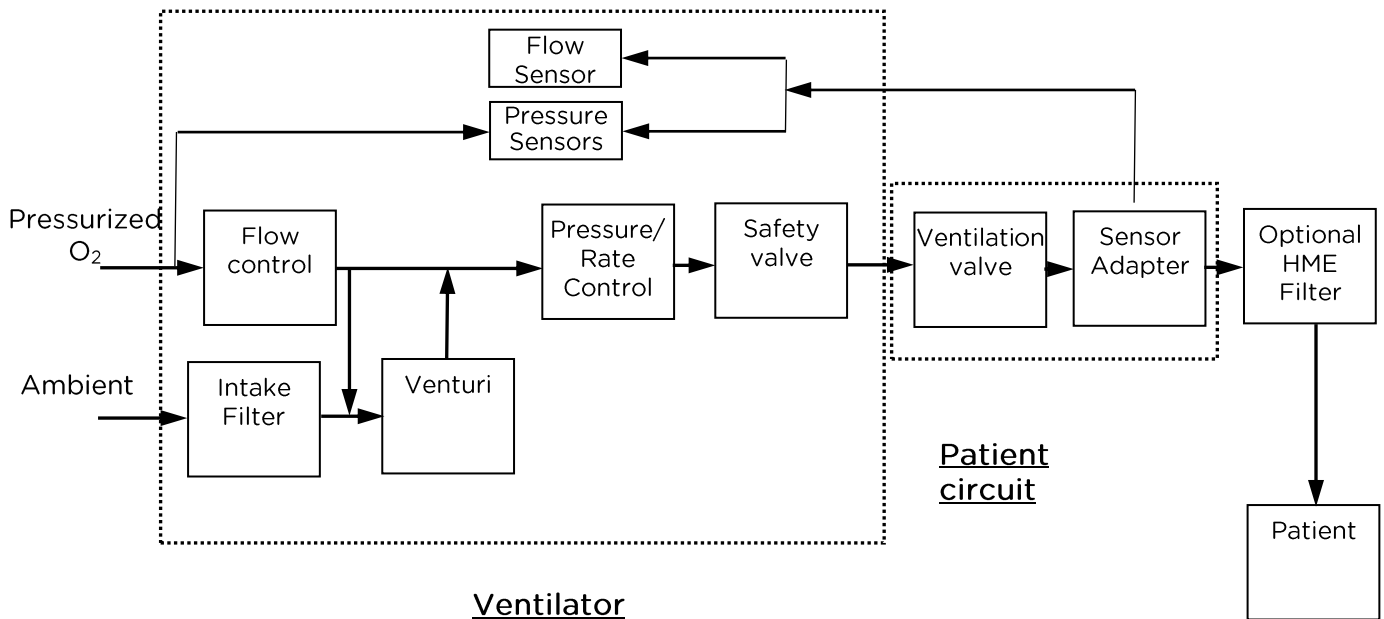 Flow
Sensor
Pressure
Sensors
Pressurized
O₂
Flow
control
Pressure/
Rate
Control
Safety
valve
Ventilation
valve
Sensor
Adapter
Optional
HME
Filter
Ambient
Intake
Filter
Venturi
Patient
circuit
Patient
Ventilator